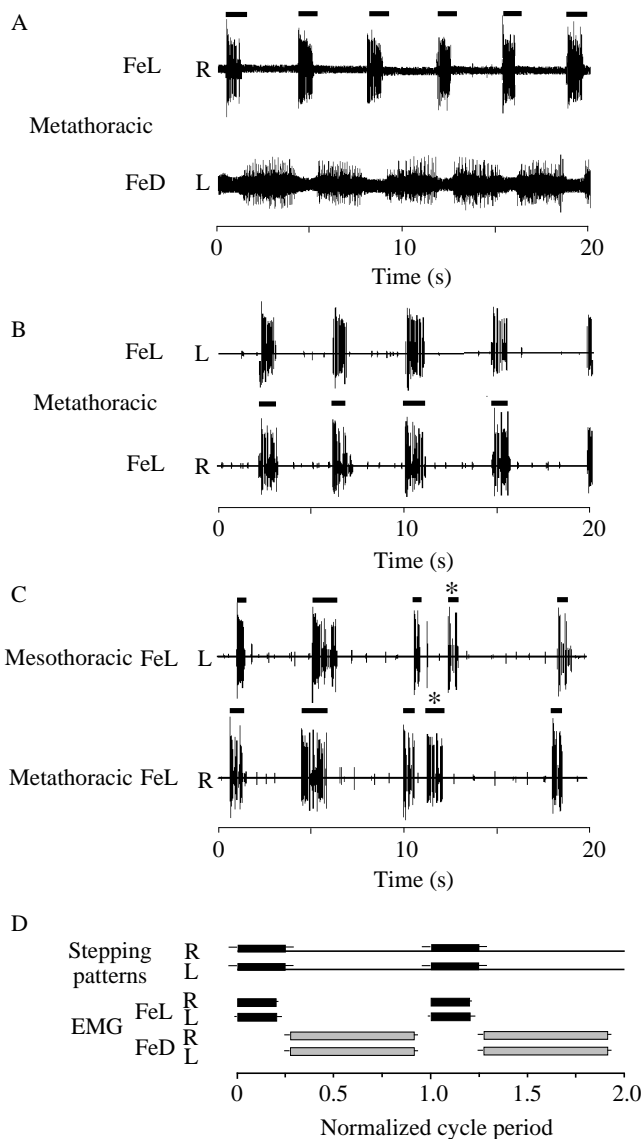 A
FeL R
Metathoracic
FeD L
0 10 20
Time (s)
B
FeL L
Metathoracic
FeL R
0 10 20
Time (s)
C
*
Mesothoracic FeL L
*
Metathoracic FeL R
0 10 20
Time (s)
D
Stepping patterns R L
FeL R L
EMG
FeD R L
0 0.5 1.0 1.5 2.0
Normalized cycle period